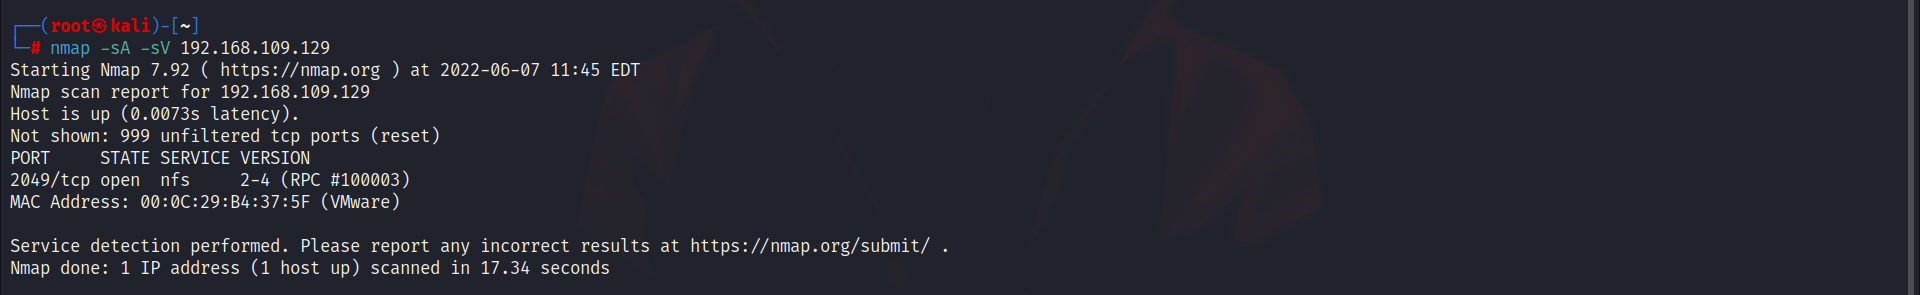 ┌──(root㉿kali)-[~]
└─# nmap -sA -sV 192.168.109.129
Starting Nmap 7.92 ( https://nmap.org ) at 2022-06-07 11:45 EDT
Nmap scan report for 192.168.109.129
Host is up (0.0073s latency).
Not shown: 999 unfiltered tcp ports (reset)
PORT     STATE SERVICE VERSION
2049/tcp open  nfs     2-4 (RPC #100003)
MAC Address: 00:0C:29:B4:37:5F (VMware)

Service detection performed. Please report any incorrect results at https://nmap.org/submit/ .
Nmap done: 1 IP address (1 host up) scanned in 17.34 seconds